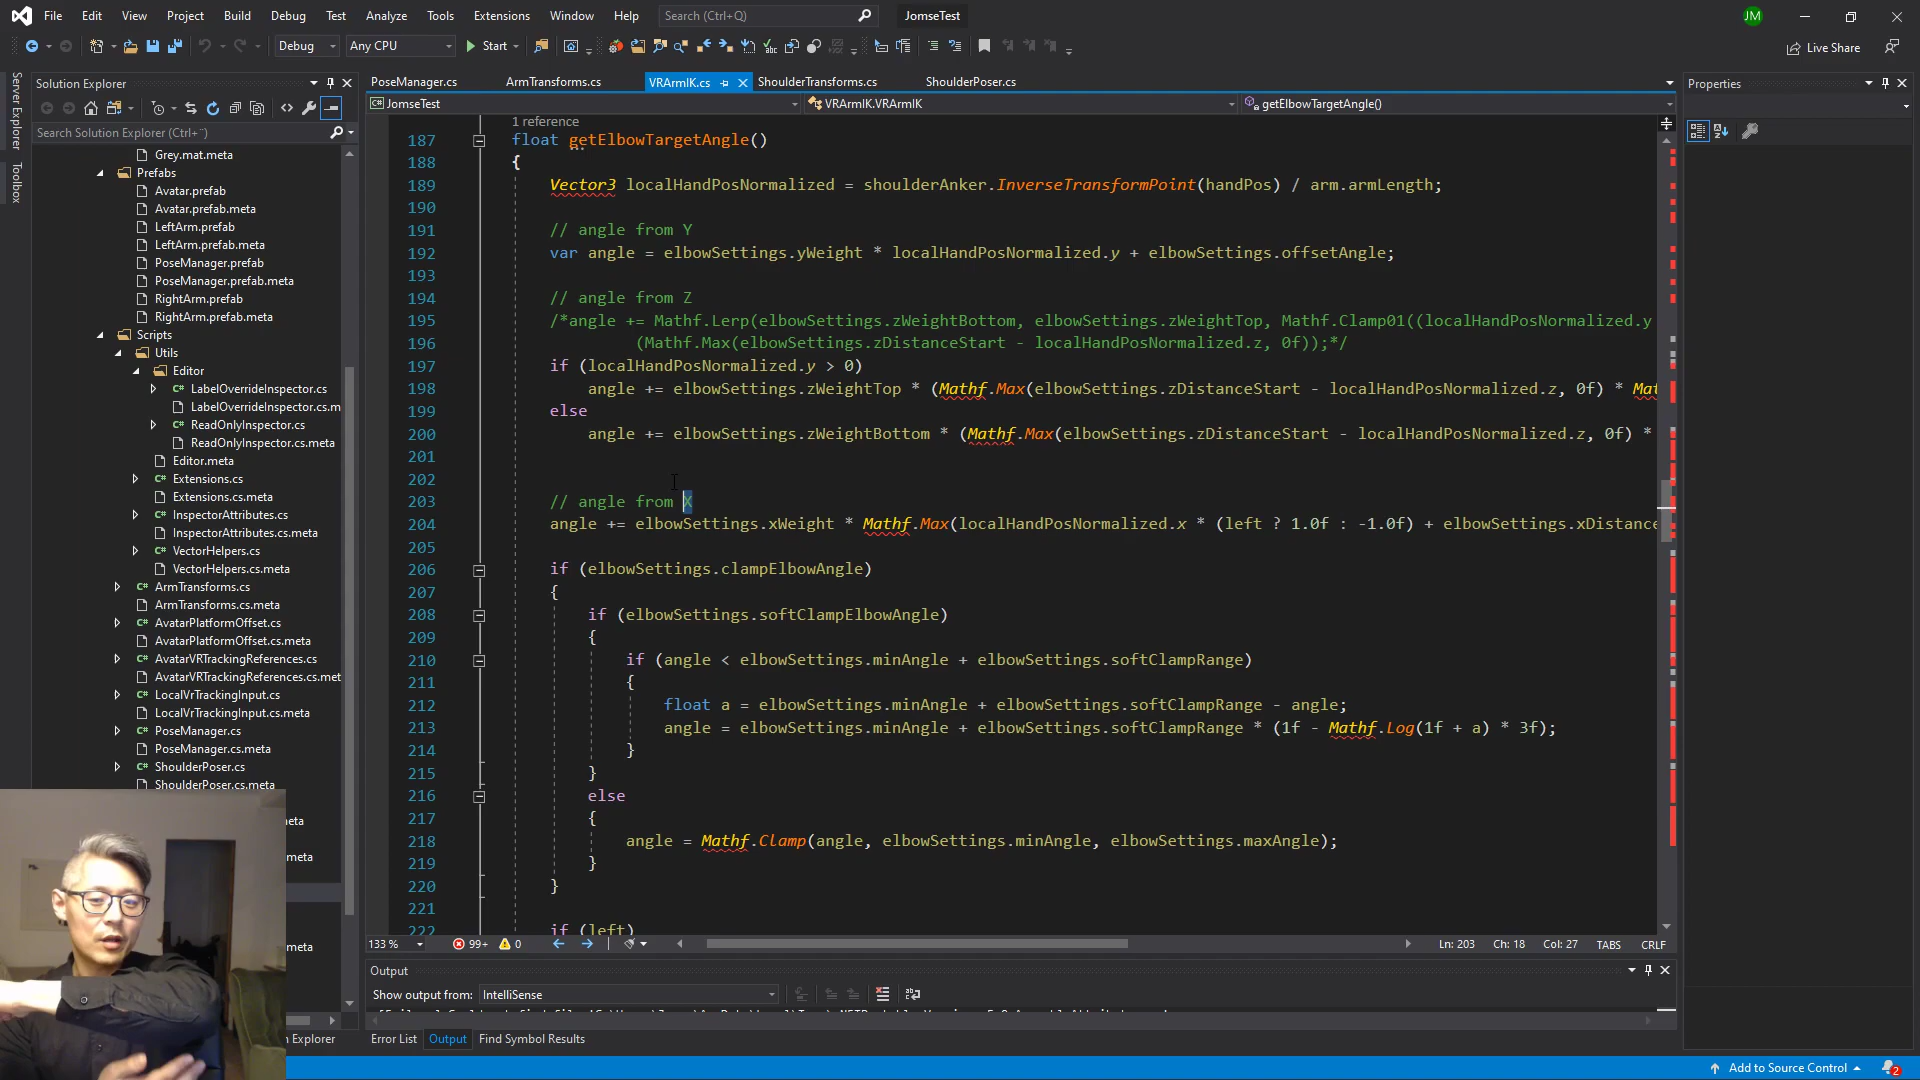 File Edit View Project Build Debug Test Analyze Tools Extensions Window Help Search (Ctrl+Q) JomseTest JM
Debug Any CPU Start Live Share
Server Explorer
Toolbox
Solution Explorer
Search Solution Explorer (Ctrl+¨)
Grey.mat.meta
Prefabs
Avatar.prefab
Avatar.prefab.meta
LeftArm.prefab
LeftArm.prefab.meta
PoseManager.prefab
PoseManager.prefab.meta
RightArm.prefab
RightArm.prefab.meta
Scripts
Utils
Editor
LabelOverrideInspector.cs
LabelOverrideInspector.cs.m
ReadOnlyInspector.cs
ReadOnlyInspector.cs.meta
Editor.meta
Extensions.cs
Extensions.cs.meta
InspectorAttributes.cs
InspectorAttributes.cs.meta
VectorHelpers.cs
VectorHelpers.cs.meta
ArmTransforms.cs
ArmTransforms.cs.meta
AvatarPlatformOffset.cs
AvatarPlatformOffset.cs.meta
AvatarVRTrackingReferences.cs
AvatarVRTrackingReferences.cs.met
LocalVrTrackingInput.cs
LocalVrTrackingInput.cs.meta
PoseManager.cs
PoseManager.cs.meta
ShoulderPoser.cs
ShoulderPoser.cs.meta
eta
meta
meta
n Explorer
PoseManager.cs ArmTransforms.cs VRArmIK.cs ShoulderTransforms.cs ShoulderPoser.cs
JomseTest VRArmIK.VRArmIK getElbowTargetAngle()
1 reference
187 float getElbowTargetAngle()
188 {
189 Vector3 localHandPosNormalized = shoulderAnker.InverseTransformPoint(handPos) / arm.armLength;
190
191 // angle from Y
192 var angle = elbowSettings.yWeight * localHandPosNormalized.y + elbowSettings.offsetAngle;
193
194 // angle from Z
195 /*angle += Mathf.Lerp(elbowSettings.zWeightBottom, elbowSettings.zWeightTop, Mathf.Clamp01((localHandPosNormalized.y
196 (Mathf.Max(elbowSettings.zDistanceStart - localHandPosNormalized.z, 0f));*/
197 if (localHandPosNormalized.y > 0)
198 angle += elbowSettings.zWeightTop * (Mathf.Max(elbowSettings.zDistanceStart - localHandPosNormalized.z, 0f) * Mat
199 else
200 angle += elbowSettings.zWeightBottom * (Mathf.Max(elbowSettings.zDistanceStart - localHandPosNormalized.z, 0f) *
201
202
203 // angle from X
204 angle += elbowSettings.xWeight * Mathf.Max(localHandPosNormalized.x * (left ? 1.0f : -1.0f) + elbowSettings.xDistance
205
206 if (elbowSettings.clampElbowAngle)
207 {
208 if (elbowSettings.softClampElbowAngle)
209 {
210 if (angle < elbowSettings.minAngle + elbowSettings.softClampRange)
211 {
212 float a = elbowSettings.minAngle + elbowSettings.softClampRange - angle;
213 angle = elbowSettings.minAngle + elbowSettings.softClampRange * (1f - Mathf.Log(1f + a) * 3f);
214 }
215 }
216 else
217 {
218 angle = Mathf.Clamp(angle, elbowSettings.minAngle, elbowSettings.maxAngle);
219 }
220 }
221
222 if (left)
133 % 99+ 0 Ln: 203 Ch: 18 Col: 27 TABS CRLF
Output
Show output from: IntelliSense
Error List Output Find Symbol Results
Properties
Add to Source Control 2